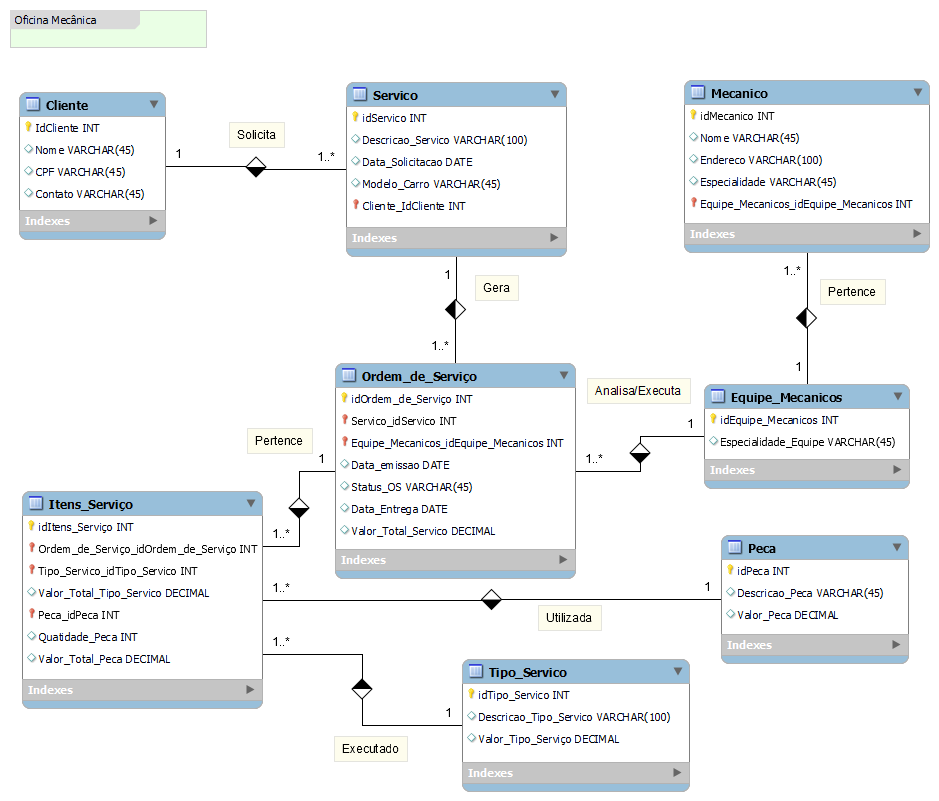 Oficina Mecânica
Cliente
IdCliente INT
Nome VARCHAR(45)
CPF VARCHAR(45)
Contato VARCHAR(45)
Indexes
Solicita
1
1..*
Servico
idServico INT
Descricao_Servico VARCHAR(100)
Data_Solicitacao DATE
Modelo_Carro VARCHAR(45)
Cliente_IdCliente INT
Indexes
Mecanico
idMecanico INT
Nome VARCHAR(45)
Endereco VARCHAR(100)
Especialidade VARCHAR(45)
Equipe_Mecanicos_idEquipe_Mecanicos INT
Indexes
1
Gera
1..*
1..*
Pertence
1
Ordem_de_Serviço
idOrdem_de_Serviço INT
Servico_idServico INT
Equipe_Mecanicos_idEquipe_Mecanicos INT
Data_emissao DATE
Status_OS VARCHAR(45)
Data_Entrega DATE
Valor_Total_Servico DECIMAL
Indexes
Analisa/Executa
1
1..*
Equipe_Mecanicos
idEquipe_Mecanicos INT
Especialidade_Equipe VARCHAR(45)
Indexes
Pertence
1
1..*
Itens_Serviço
idItens_Serviço INT
Ordem_de_Serviço_idOrdem_de_Serviço INT
Tipo_Servico_idTipo_Servico INT
Valor_Total_Tipo_Servico DECIMAL
Peca_idPeca INT
Quatidade_Peca INT
Valor_Total_Peca DECIMAL
Indexes
1..*
1
Utilizada
Peca
idPeca INT
Descricao_Peca VARCHAR(45)
Valor_Peca DECIMAL
Indexes
1..*
1
Executado
Tipo_Servico
idTipo_Servico INT
Descricao_Tipo_Servico VARCHAR(100)
Valor_Tipo_Serviço DECIMAL
Indexes